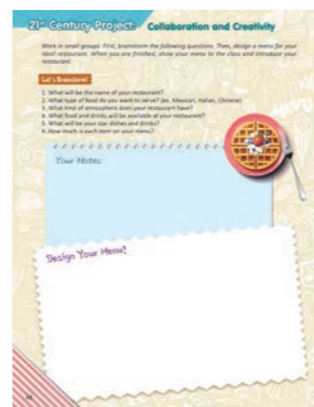 21st Century Project: Collaboration and Creativity
Work in small groups. First, brainstorm the following questions. Then, design a menu for your
ideal restaurant. When you are finished, show your menu to the class and introduce your
restaurant.
Let's Brainstorm!
1. What will be the name of your restaurant?
2. What type of food do you want to serve? (ex. Mexican, Italian, Chinese)
3. What kind of atmosphere does your restaurant have?
4. What food and drinks will be available at your restaurant?
5. What will be your star dishes and drinks?
6. How much is each item on your menu?
Your Notes
Design Your Menu!